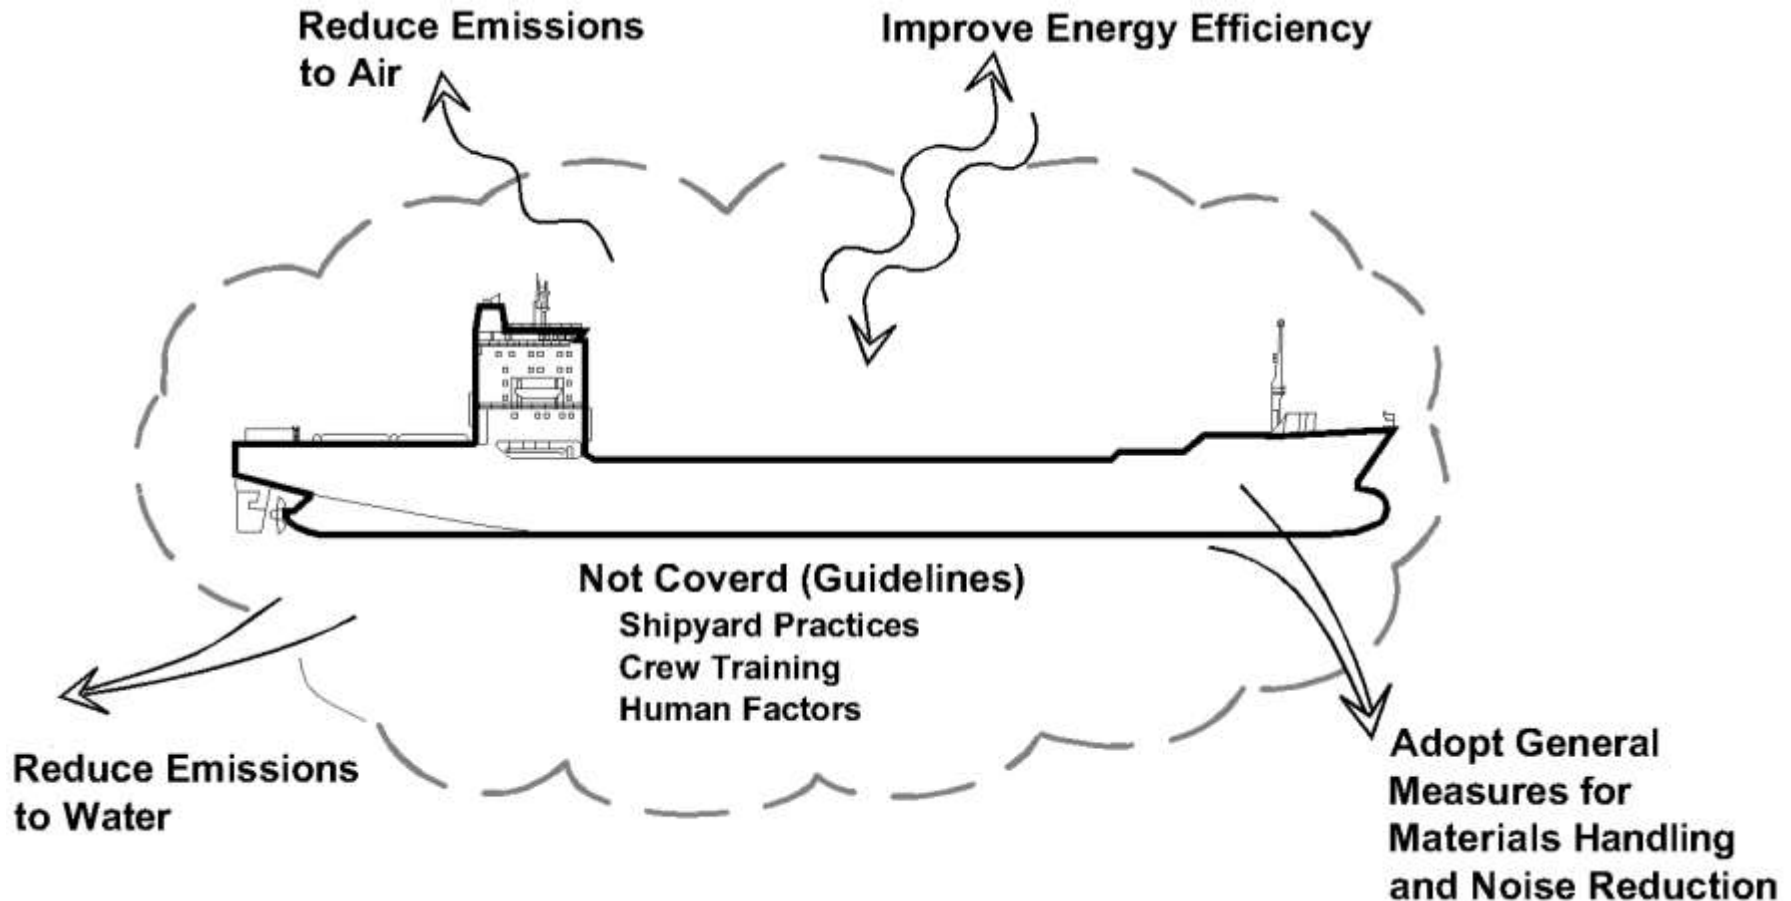 Reduce Emissions
to Air
Improve Energy Efficiency
Not Coverd (Guidelines)
Shipyard Practices
Crew Training
Human Factors
Reduce Emissions
to Water
Adopt General
Measures for
Materials Handling
and Noise Reduction